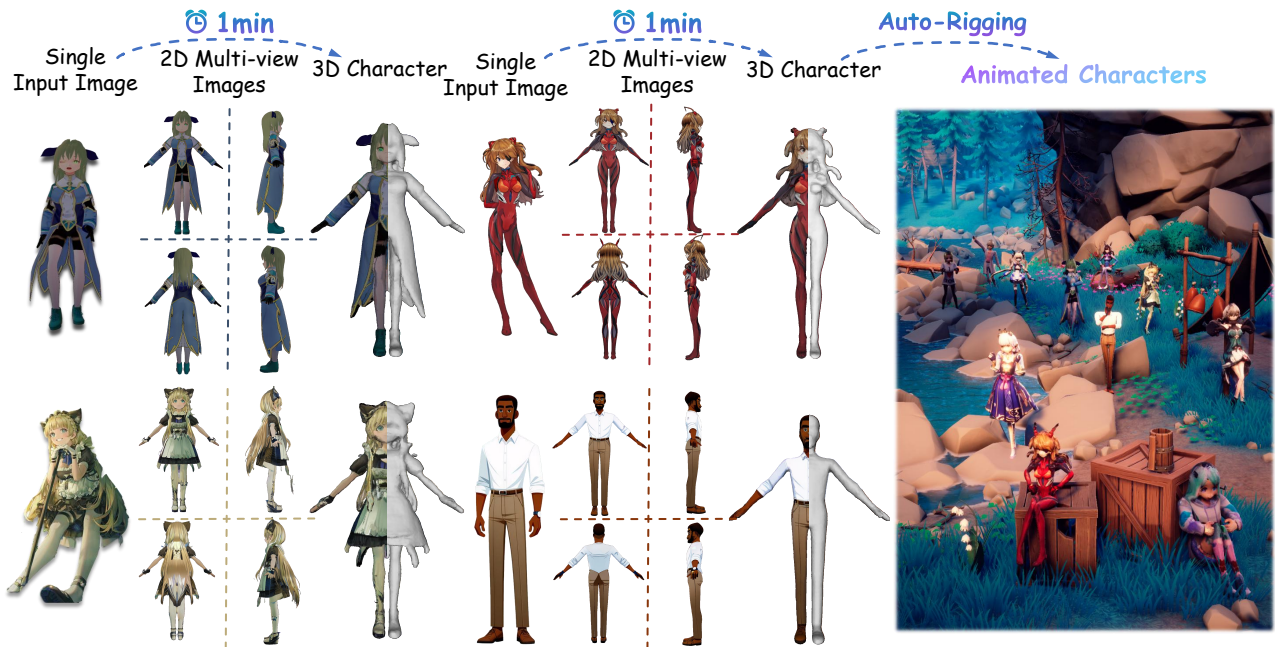 1min
Single
Input Image
2D Multi-view
Images
3D Character
1min
Single
Input Image
2D Multi-view
Images
3D Character
Auto-Rigging
Animated Characters